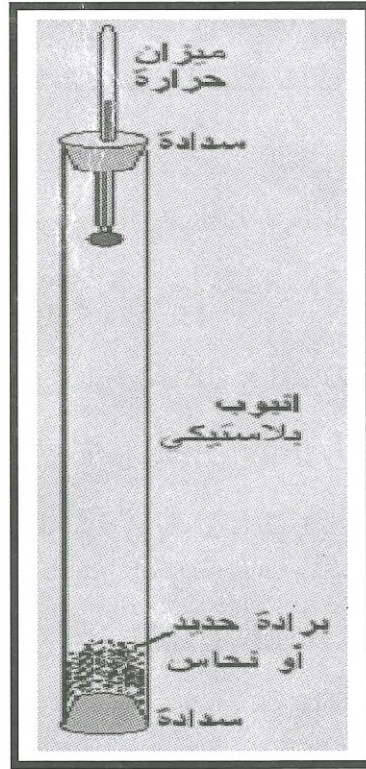 ميزان
حرارة
سدادة
انبوب
بلاستيكي
برادة حديد
أو نحاس
سدادة